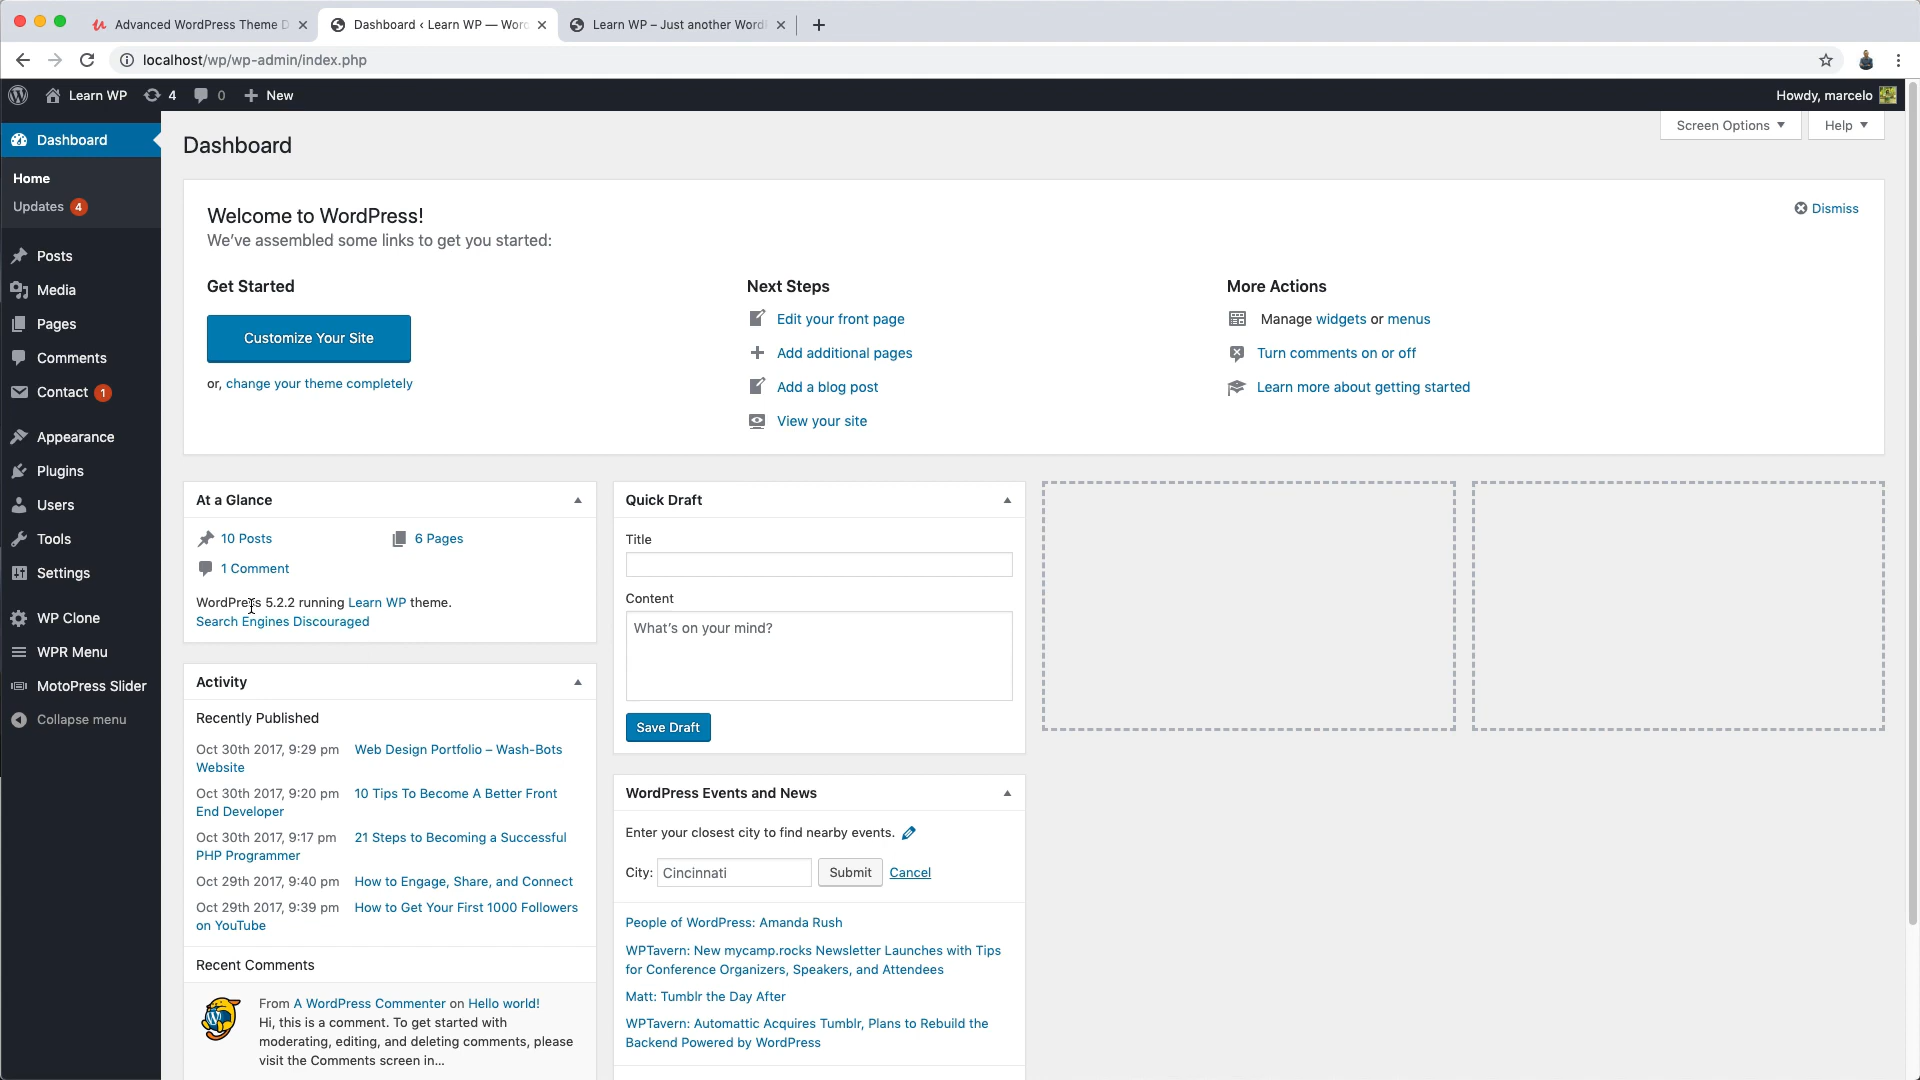 Advanced WordPress Theme D
Dashboard ‹ Learn WP — Word
Learn WP – Just another Word
localhost/wp/wp-admin/index.php
Learn WP
4
0
New
Howdy, marcelo
Dashboard
Home
Updates 4
Posts
Media
Pages
Comments
Contact 1
Appearance
Plugins
Users
Tools
Settings
WP Clone
WPR Menu
MotoPress Slider
Collapse menu
Screen Options
Help
Dashboard
Welcome to WordPress!
We've assembled some links to get you started:
Dismiss
Get Started
Customize Your Site
or, change your theme completely
Next Steps
Edit your front page
Add additional pages
Add a blog post
View your site
More Actions
Manage widgets or menus
Turn comments on or off
Learn more about getting started
At a Glance
10 Posts
6 Pages
1 Comment
WordPress 5.2.2 running Learn WP theme.
Search Engines Discouraged
Activity
Recently Published
Oct 30th 2017, 9:29 pm Web Design Portfolio – Wash-Bots
Website
Oct 30th 2017, 9:20 pm 10 Tips To Become A Better Front
End Developer
Oct 30th 2017, 9:17 pm 21 Steps to Becoming a Successful
PHP Programmer
Oct 29th 2017, 9:40 pm How to Engage, Share, and Connect
Oct 29th 2017, 9:39 pm How to Get Your First 1000 Followers
on YouTube
Recent Comments
From A WordPress Commenter on Hello world!
Hi, this is a comment. To get started with
moderating, editing, and deleting comments, please
visit the Comments screen in…
Quick Draft
Title
Content
What's on your mind?
Save Draft
WordPress Events and News
Enter your closest city to find nearby events.
City: Cincinnati Submit Cancel
People of WordPress: Amanda Rush
WPTavern: New mycamp.rocks Newsletter Launches with Tips
for Conference Organizers, Speakers, and Attendees
Matt: Tumblr the Day After
WPTavern: Automattic Acquires Tumblr, Plans to Rebuild the
Backend Powered by WordPress